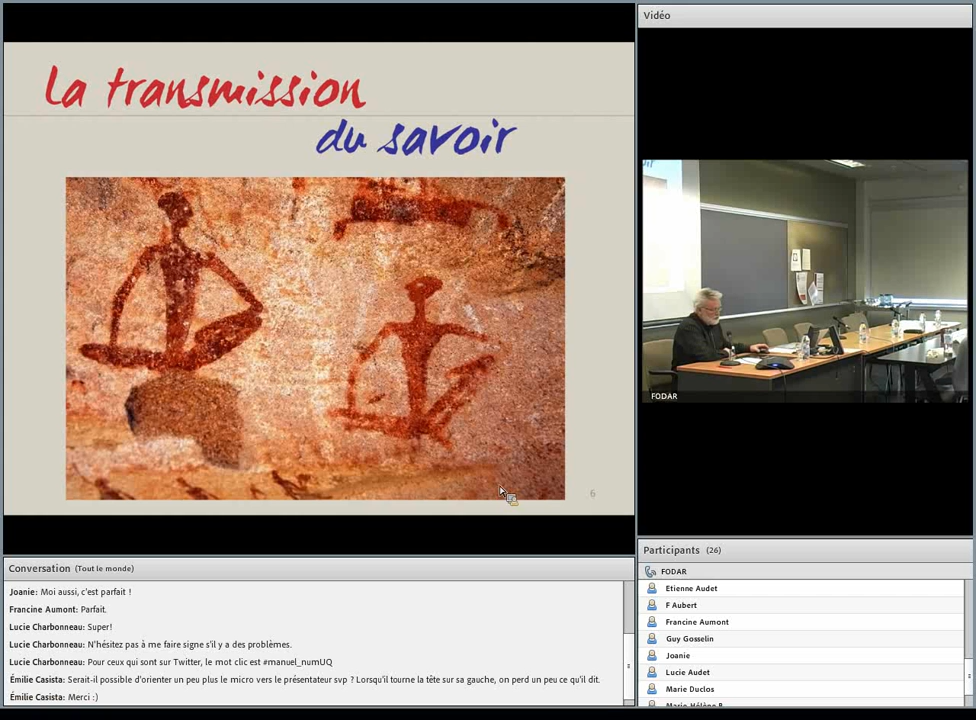 La transmission
du savoir
6
Conversation (Tout le monde)
Joanie: Moi aussi, c'est parfait !
Francine Aumont: Parfait.
Lucie Charbonneau: Super!
Lucie Charbonneau: N'hésitez pas à me faire signe s'il y a des problèmes.
Lucie Charbonneau: Pour ceux qui sont sur Twitter, le mot clic est #manuel_numUQ
Émilie Casista: Serait-il possible d'orienter un peu plus le micro vers le présentateur svp ? Lorsqu'il tourne la tête sur sa gauche, on perd un peu ce qu'il dit.
Émilie Casista: Merci :)
Vidéo
FODAR
Participants (26)
FODAR
Etienne Audet
F Aubert
Francine Aumont
Guy Gosselin
Joanie
Lucie Audet
Marie Duclos